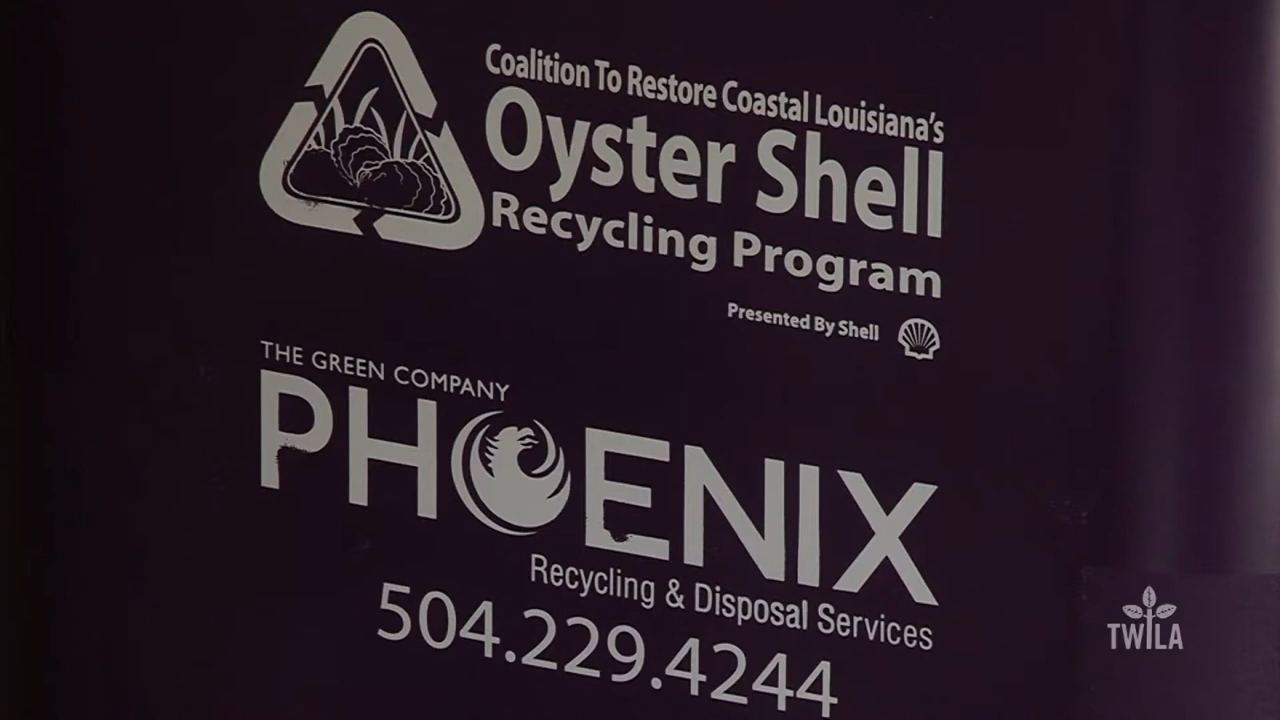 Coalition To Restore Coastal Louisiana's
Oyster Shell
Recycling Program
Presented By Shell
THE GREEN COMPANY
PHOENIX
Recycling & Disposal Services
504.229.4244
TWILA